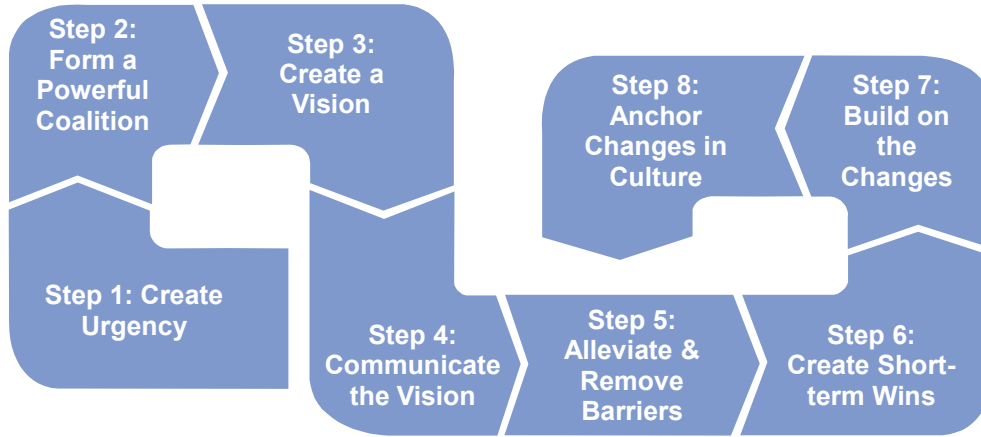 Step 1: Create
Urgency
Step 2:
Form a
Powerful
Coalition
Step 3:
Create a
Vision
Step 4:
Communicate
the Vision
Step 5:
Alleviate &
Remove
Barriers
Step 6:
Create Short-
term Wins
Step 7:
Build on
the
Changes
Step 8:
Anchor
Changes in
Culture